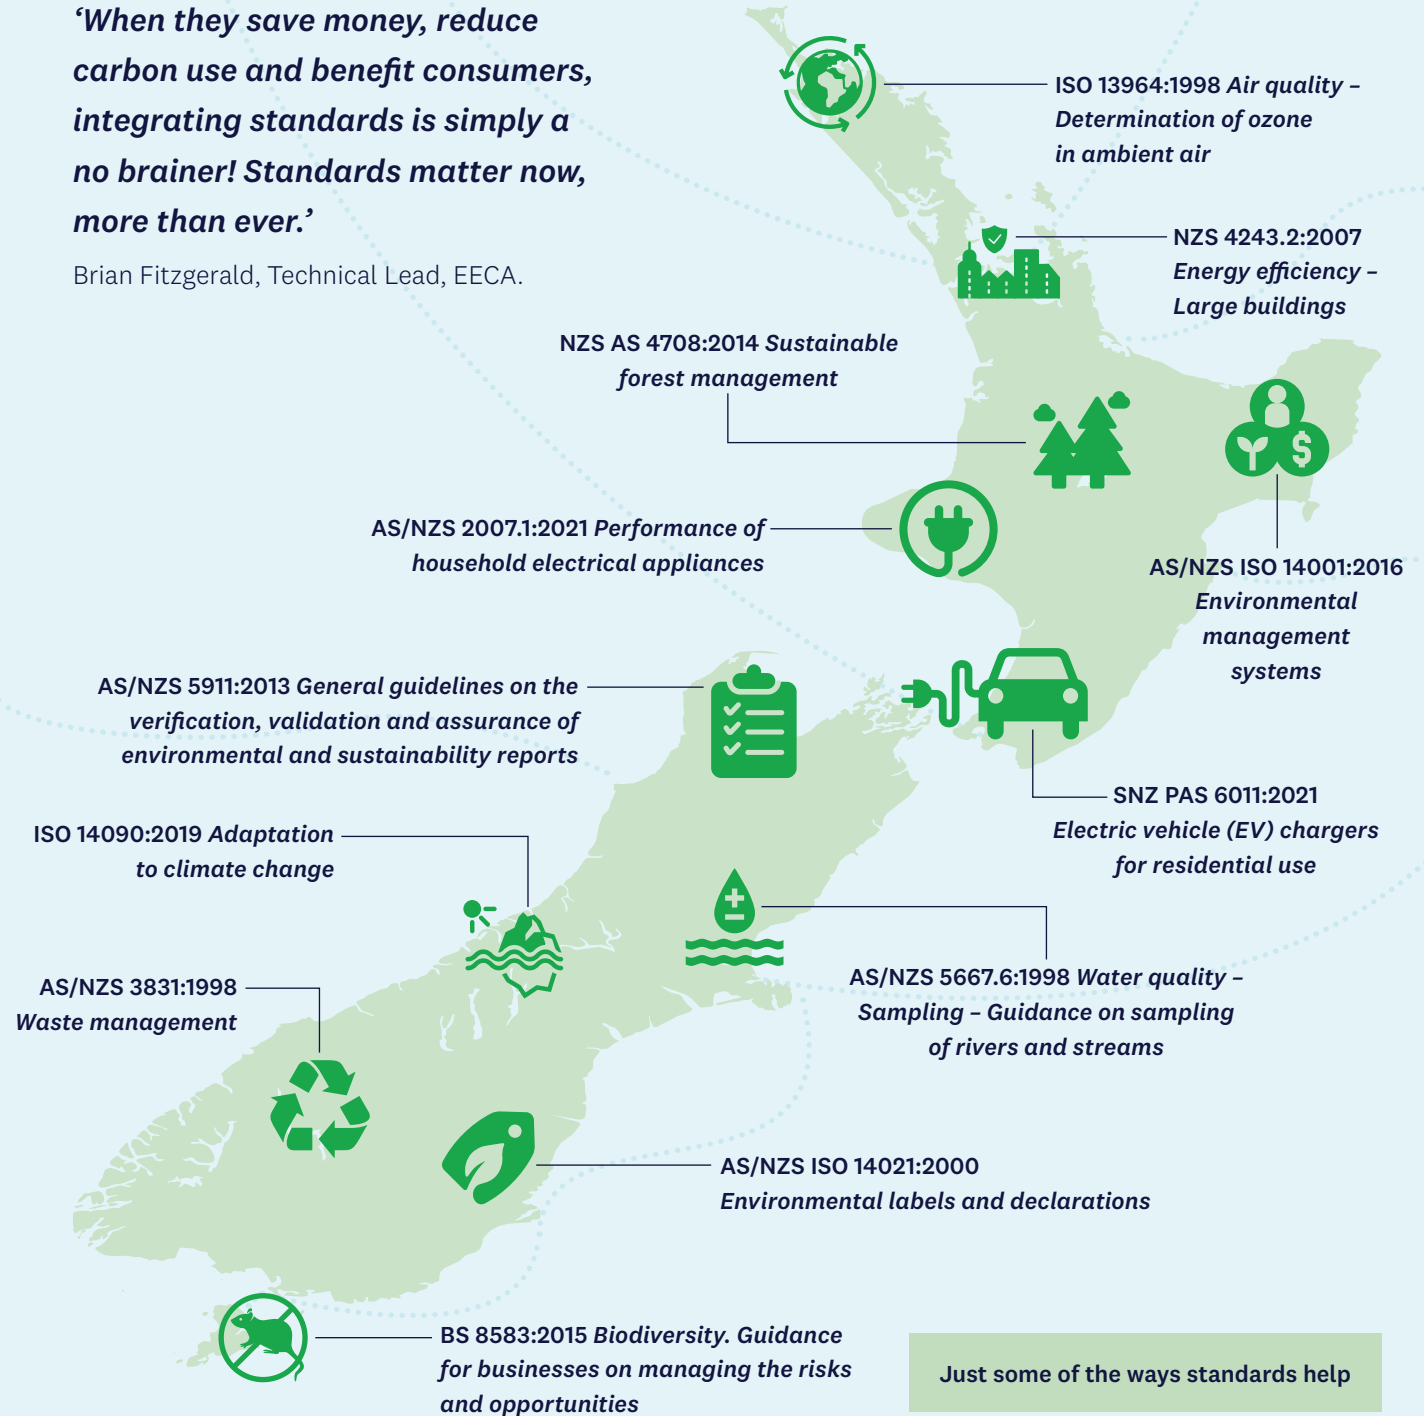 ‘When they save money, reduce
carbon use and benefit consumers,
integrating standards is simply a
no brainer! Standards matter now,
more than ever.’
Brian Fitzgerald, Technical Lead, EECA.
ISO 13964:1998 Air quality –
Determination of ozone
in ambient air
NZS 4243.2:2007
Energy efficiency –
Large buildings
NZS AS 4708:2014 Sustainable
forest management
AS/NZS 2007.1:2021 Performance of
household electrical appliances
AS/NZS ISO 14001:2016
Environmental
management
systems
AS/NZS 5911:2013 General guidelines on the
verification, validation and assurance of
environmental and sustainability reports
SNZ PAS 6011:2021
Electric vehicle (EV) chargers
for residential use
ISO 14090:2019 Adaptation
to climate change
AS/NZS 5667.6:1998 Water quality –
Sampling – Guidance on sampling
of rivers and streams
AS/NZS 3831:1998
Waste management
AS/NZS ISO 14021:2000
Environmental labels and declarations
BS 8583:2015 Biodiversity. Guidance
for businesses on managing the risks
and opportunities
Just some of the ways standards help